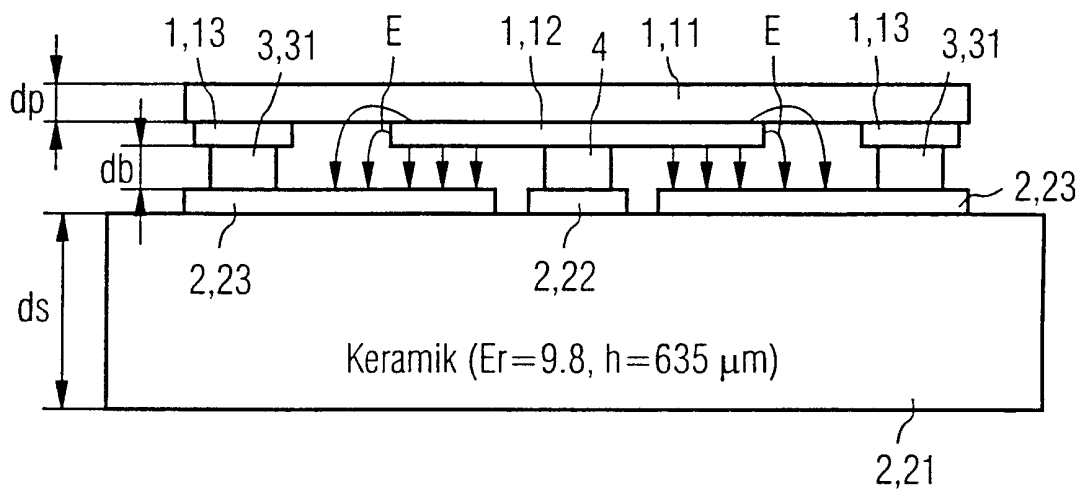 1,13
3,31
E
1,12
4
1,11
E
1,13
3,31
dp
db
2,23
2,23
2,22
ds
Keramik (Er=9.8, h=635 µm)
2,21